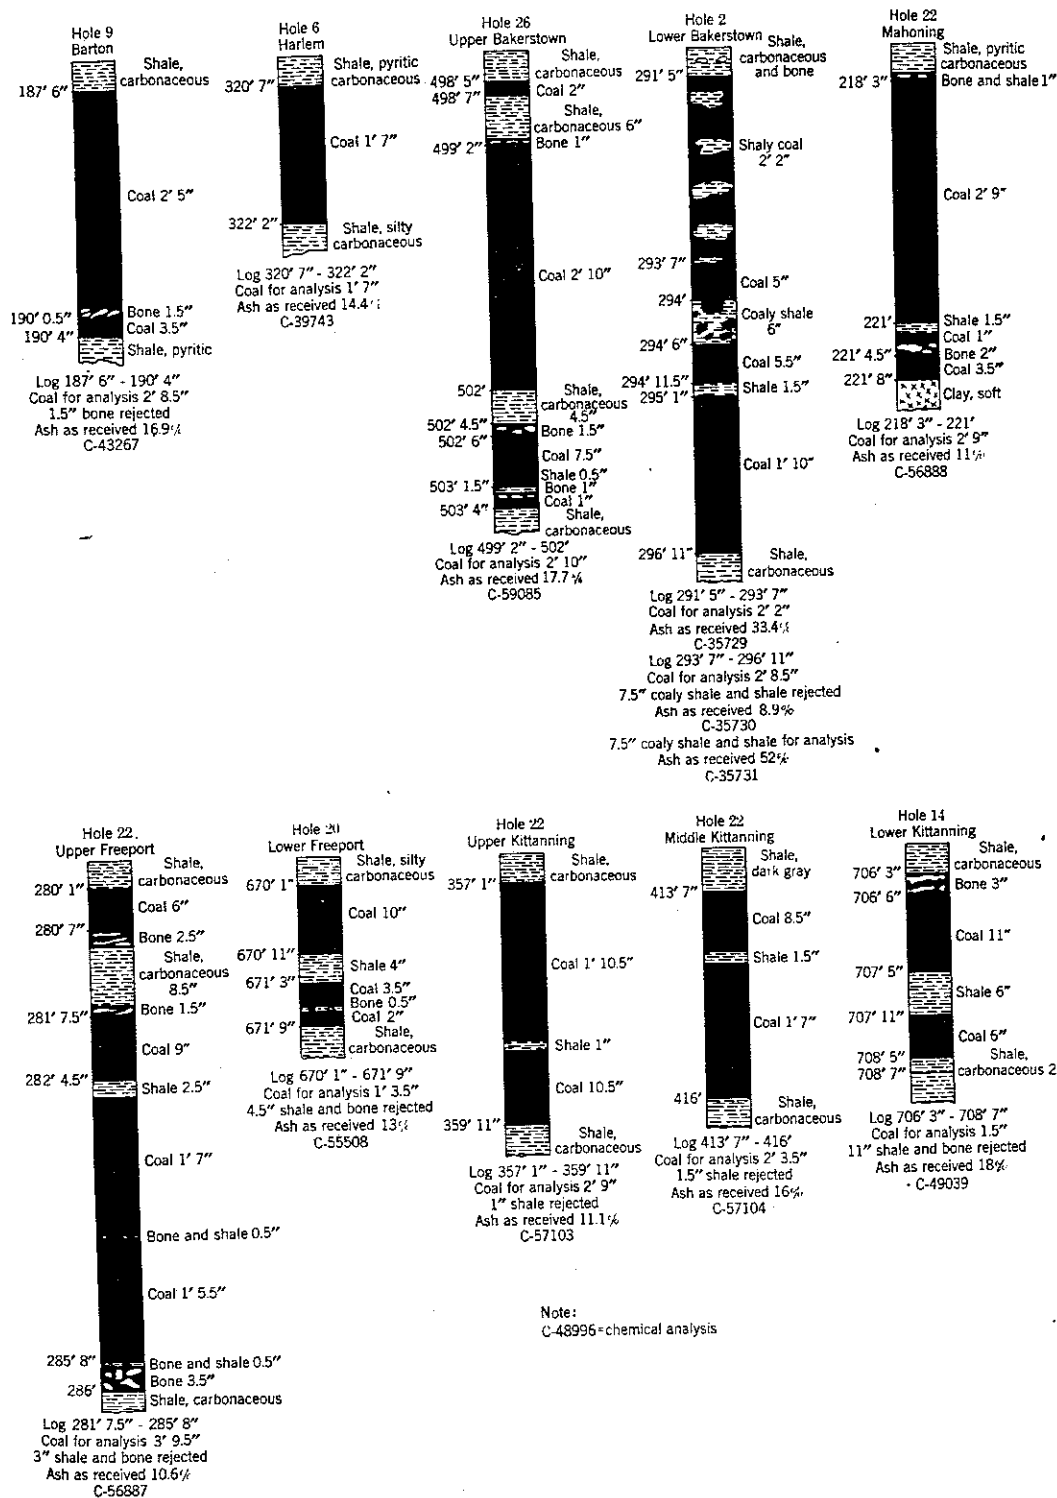 Hole 9
Barton
Shale,
carbonaceous
187' 6"
Coal 2' 5"
190' 0.5"
Bone 1.5"
Coal 3.5"
190' 4"
Shale, pyritic
Log 187' 6" - 190' 4"
Coal for analysis 2' 8.5"
1.5" bone rejected
Ash as received 16.9%
C-43267
Hole 6
Harlem
Shale, pyritic
carbonaceous
320' 7"
Coal 1' 7"
322' 2"
Shale, silty
carbonaceous
Log 320' 7" - 322' 2"
Coal for analysis 1' 7"
Ash as received 14.4%
C-39743
Hole 26
Upper Bakerstown
Shale,
carbonaceous
498' 5"
Coal 2"
498' 7"
Shale,
carbonaceous 6"
499' 2"
Bone 1"
Coal 2' 10"
502'
Shale,
carbonaceous
4.5"
502' 4.5"
Bone 1.5"
502' 6"
Coal 7.5"
Shale 0.5"
503' 1.5"
Bone 1"
Coal 1"
503' 4"
Shale,
carbonaceous
Log 499' 2" - 502'
Coal for analysis 2' 10"
Ash as received 17.7%
C-59085
Hole 2
Lower Bakerstown
Shale,
carbonaceous
and bone
291' 5"
Shaly coal
2' 2"
293' 7"
Coal 5"
294'
Coaly shale
6"
294' 6"
Coal 5.5"
294' 11.5"
Shale 1.5"
295' 1"
Coal 1' 10"
296' 11"
Shale,
carbonaceous
Log 291' 5" - 293' 7"
Coal for analysis 2' 2"
Ash as received 33.4%
C-35729
Log 293' 7" - 296' 11"
Coal for analysis 2' 8.5"
7.5" coaly shale and shale rejected
Ash as received 8.9%
C-35730
7.5" coaly shale and shale for analysis
Ash as received 52%
C-35731
Hole 22
Mahoning
Shale, pyritic
carbonaceous
218' 3"
Bone and shale 1"
Coal 2' 9"
221'
Shale 1.5"
Coal 1"
221' 4.5"
Bone 2"
Coal 3.5"
221' 8"
Clay, soft
Log 218' 3" - 221'
Coal for analysis 2' 9"
Ash as received 11%
C-56888
Hole 22
Upper Freeport
Shale,
carbonaceous
280' 1"
Coal 6"
280' 7"
Bone 2.5"
Shale,
carbonaceous
8.5"
281' 7.5"
Bone 1.5"
Coal 9"
282' 4.5"
Shale 2.5"
Coal 1' 7"
Bone and shale 0.5"
Coal 1' 5.5"
285' 8"
Bone and shale 0.5"
Bone 3.5"
286'
Shale, carbonaceous
Log 281' 7.5" - 285' 8"
Coal for analysis 3' 9.5"
3" shale and bone rejected
Ash as received 10.6%
C-56887
Hole 20
Lower Freeport
Shale, silty
carbonaceous
670' 1"
Coal 10"
670' 11"
Shale 4"
671' 3"
Coal 3.5"
Bone 0.5"
Coal 2"
671' 9"
Shale,
carbonaceous
Log 670' 1" - 671' 9"
Coal for analysis 1' 3.5"
4.5" shale and bone rejected
Ash as received 13%
C-55508
Hole 22
Upper Kittanning
Shale,
carbonaceous
357' 1"
Coal 1' 10.5"
Shale 1"
Coal 10.5"
359' 11"
Shale,
carbonaceous
Log 357' 1" - 359' 11"
Coal for analysis 2' 9"
1" shale rejected
Ash as received 11.1%
C-57103
Hole 22
Middle Kittanning
Shale,
dark gray
413' 7"
Coal 8.5"
Shale 1.5"
Coal 1' 7"
416'
Shale,
carbonaceous
Log 413' 7" - 416'
Coal for analysis 2' 3.5"
1.5" shale rejected
Ash as received 16%
C-57104
Hole 14
Lower Kittanning
Shale,
carbonaceous
706' 3"
Bone 3"
706' 6"
Coal 11"
707' 5"
Shale 6"
707' 11"
Coal 6"
708' 5"
Shale,
carbonaceous 2
708' 7"
Log 706' 3" - 708' 7"
Coal for analysis 1.5"
11" shale and bone rejected
Ash as received 18%
C-49039
Note:
C-48996=chemical analysis